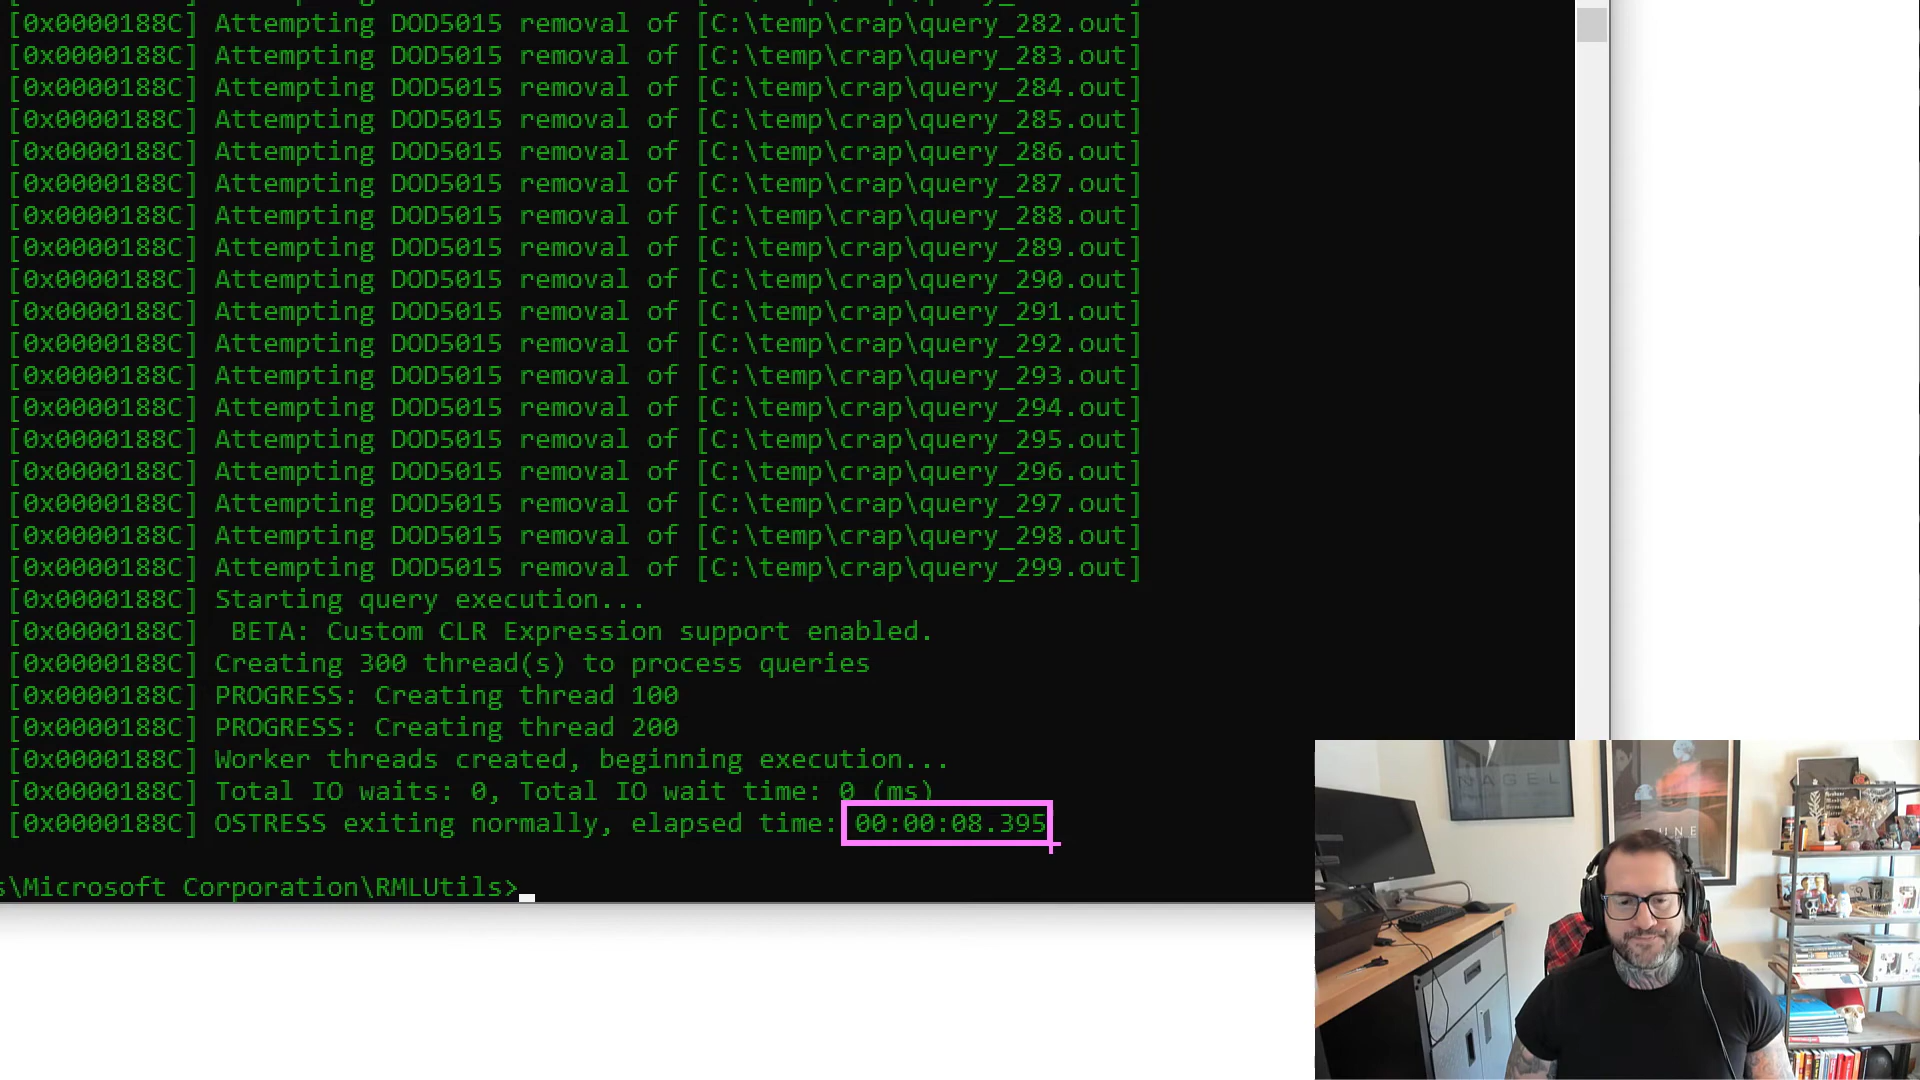 [0x0000188C] Attempting DOD5015 removal of [C:\temp\crap\query_282.out]
[0x0000188C] Attempting DOD5015 removal of [C:\temp\crap\query_283.out]
[0x0000188C] Attempting DOD5015 removal of [C:\temp\crap\query_284.out]
[0x0000188C] Attempting DOD5015 removal of [C:\temp\crap\query_285.out]
[0x0000188C] Attempting DOD5015 removal of [C:\temp\crap\query_286.out]
[0x0000188C] Attempting DOD5015 removal of [C:\temp\crap\query_287.out]
[0x0000188C] Attempting DOD5015 removal of [C:\temp\crap\query_288.out]
[0x0000188C] Attempting DOD5015 removal of [C:\temp\crap\query_289.out]
[0x0000188C] Attempting DOD5015 removal of [C:\temp\crap\query_290.out]
[0x0000188C] Attempting DOD5015 removal of [C:\temp\crap\query_291.out]
[0x0000188C] Attempting DOD5015 removal of [C:\temp\crap\query_292.out]
[0x0000188C] Attempting DOD5015 removal of [C:\temp\crap\query_293.out]
[0x0000188C] Attempting DOD5015 removal of [C:\temp\crap\query_294.out]
[0x0000188C] Attempting DOD5015 removal of [C:\temp\crap\query_295.out]
[0x0000188C] Attempting DOD5015 removal of [C:\temp\crap\query_296.out]
[0x0000188C] Attempting DOD5015 removal of [C:\temp\crap\query_297.out]
[0x0000188C] Attempting DOD5015 removal of [C:\temp\crap\query_298.out]
[0x0000188C] Attempting DOD5015 removal of [C:\temp\crap\query_299.out]
[0x0000188C] Starting query execution...
[0x0000188C]  BETA: Custom CLR Expression support enabled.
[0x0000188C] Creating 300 thread(s) to process queries
[0x0000188C] PROGRESS: Creating thread 100
[0x0000188C] PROGRESS: Creating thread 200
[0x0000188C] Worker threads created, beginning execution...
[0x0000188C] Total IO waits: 0, Total IO wait time: 0 (ms)
[0x0000188C] OSTRESS exiting normally, elapsed time: 00:00:08.395
s\Microsoft Corporation\RMLUtils>
NAGEL
DUNE